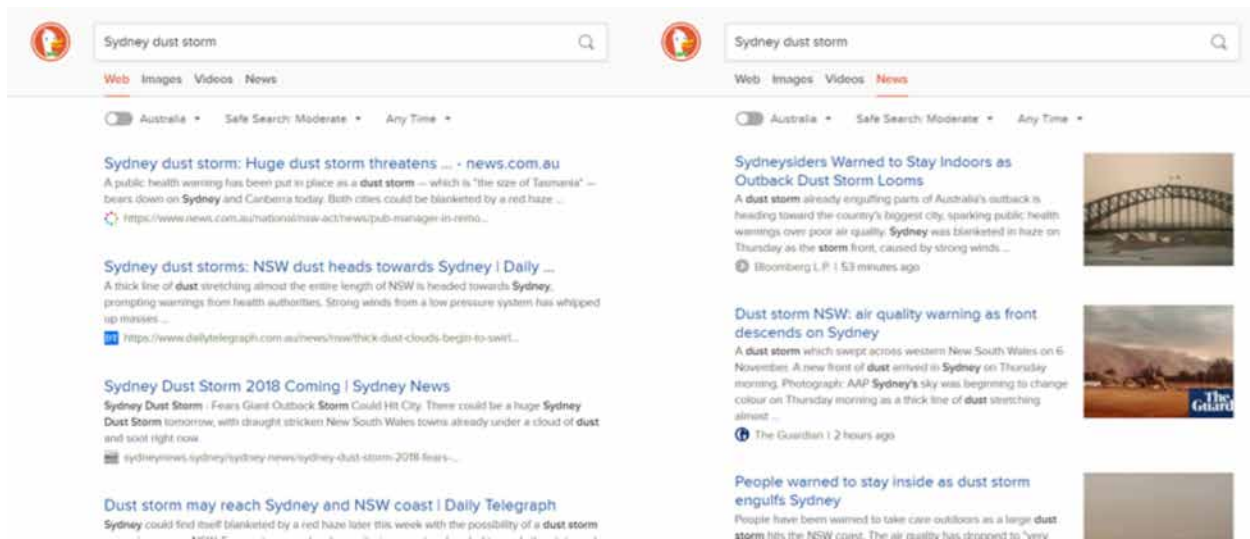 Sydney dust storm
Web Images Videos News
Australia Safe Search: Moderate Any Time
Sydney dust storm: Huge dust storm threatens ... - news.com.au
A public health warning has been put in place as a dust storm — which is "the size of Tasmania" —
bears down on Sydney and Canberra today. Both cities could be blanketed by a red haze ...
https://www.news.com.au/national/nsw-act/news/pub-manager-in-remo...
Sydney dust storms: NSW dust heads towards Sydney | Daily ...
A thick line of dust stretching almost the entire length of NSW is headed towards Sydney,
prompting warnings from health authorities. Strong winds from a low pressure system has whipped
up masses ...
DT https://www.dailytelegraph.com.au/news/nsw/thick-dust-clouds-begin-to-swirl...
Sydney Dust Storm 2018 Coming | Sydney News
Sydney Dust Storm - Fears Giant Outback Storm Could Hit City. There could be a huge Sydney
Dust Storm tomorrow, with draught stricken New South Wales towns already under a cloud of dust
and soot right now.
sydneynews.sydney/sydney-news/sydney-dust-storm-2018-fears-...
Dust storm may reach Sydney and NSW coast | Daily Telegraph
Sydney could find itself blanketed by a red haze later this week with the possibility of a dust storm
Sydney dust storm
Web Images Videos News
Australia Safe Search: Moderate Any Time
Sydneysiders Warned to Stay Indoors as
Outback Dust Storm Looms
A dust storm already engulfing parts of Australia's outback is
heading toward the country's biggest city, sparking public health
warnings over poor air quality. Sydney was blanketed in haze on
Thursday as the storm front, caused by strong winds ...
Bloomberg L.P. | 53 minutes ago
Dust storm NSW: air quality warning as front
descends on Sydney
A dust storm which swept across western New South Wales on 6
November. A new front of dust arrived in Sydney on Thursday
morning. Photograph: AAP Sydney's sky was beginning to change
colour on Thursday morning as a thick line of dust stretching
almost ...
The Guardian | 2 hours ago
The
Guard
People warned to stay inside as dust storm
engulfs Sydney
People have been warned to take care outdoors as a large dust
storm hits the NSW coast. The air quality has dropped to "very